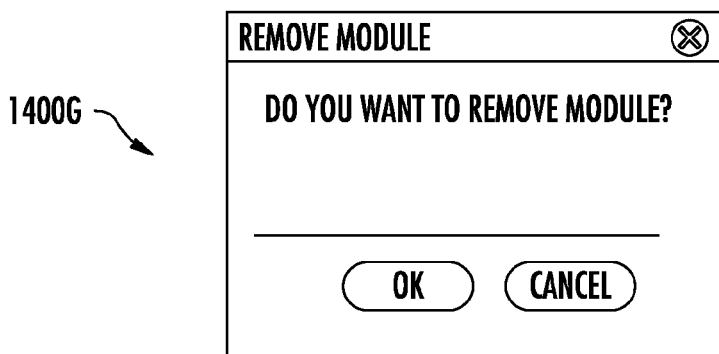 REMOVE MODULE
1400G
DO YOU WANT TO REMOVE MODULE?
OK
CANCEL